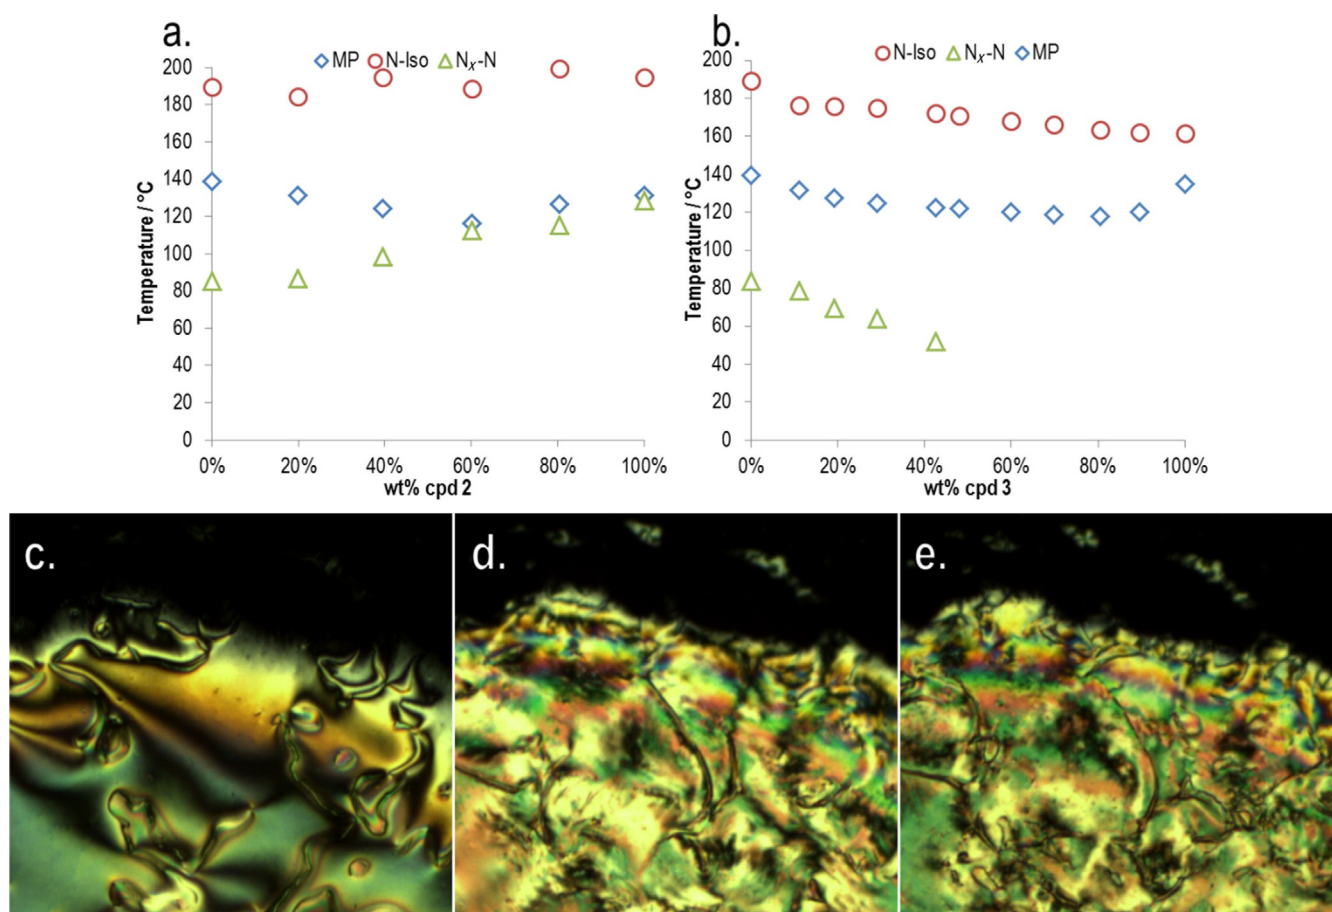 a.
MP N-Iso Nx-N
200
180
160
140
120
100
80
60
40
20
0
Temperature / °C
0% 20% 40% 60% 80% 100%
wt% cpd 2
b.
N-Iso Nx-N MP
200
180
160
140
120
100
80
60
40
20
0
Temperature / °C
0% 20% 40% 60% 80% 100%
wt% cpd 3
c.
d.
e.